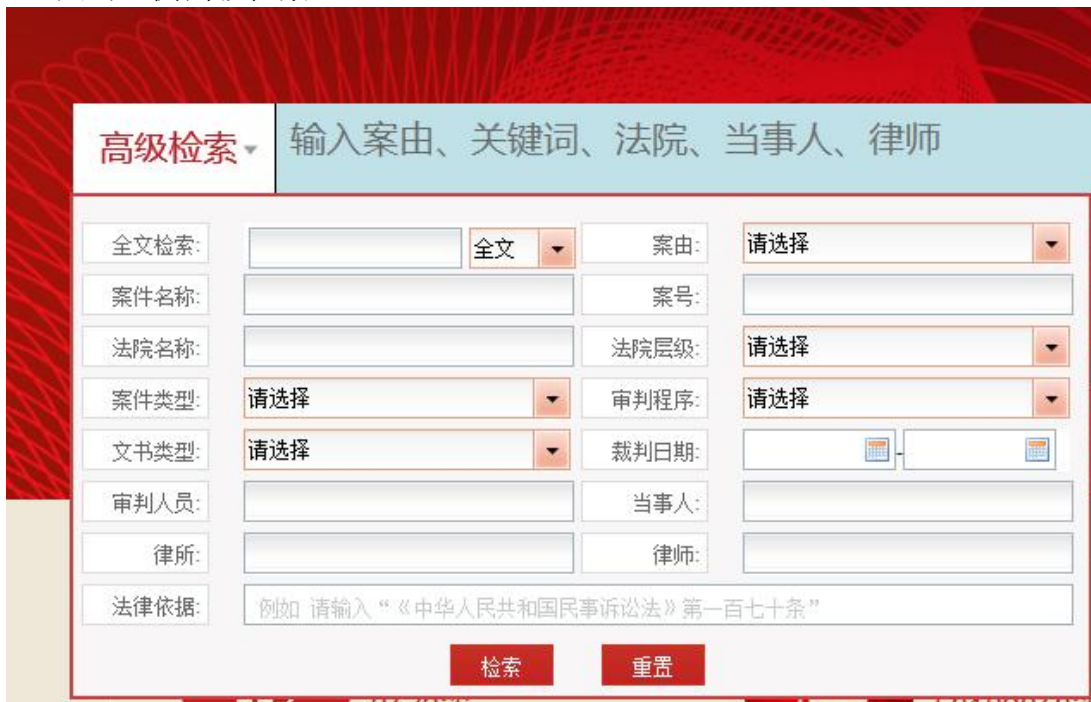 高级检索 输入案由、关键词、法院、当事人、律师
全文检索: 全文 案由: 请选择
案件名称: 案号:
法院名称: 法院层级: 请选择
案件类型: 请选择 审判程序: 请选择
文书类型: 请选择 裁判日期: -
审判人员: 当事人:
律所: 律师:
法律依据: 例如 请输入“《中华人民共和国民事诉讼法》第一百七十条”
检索 重置